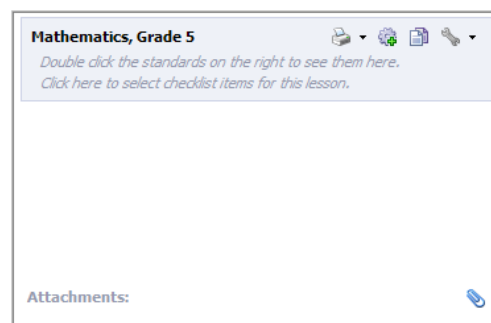 Mathematics, Grade 5
Double click the standards on the right to see them here.
Click here to select checklist items for this lesson.
Attachments: